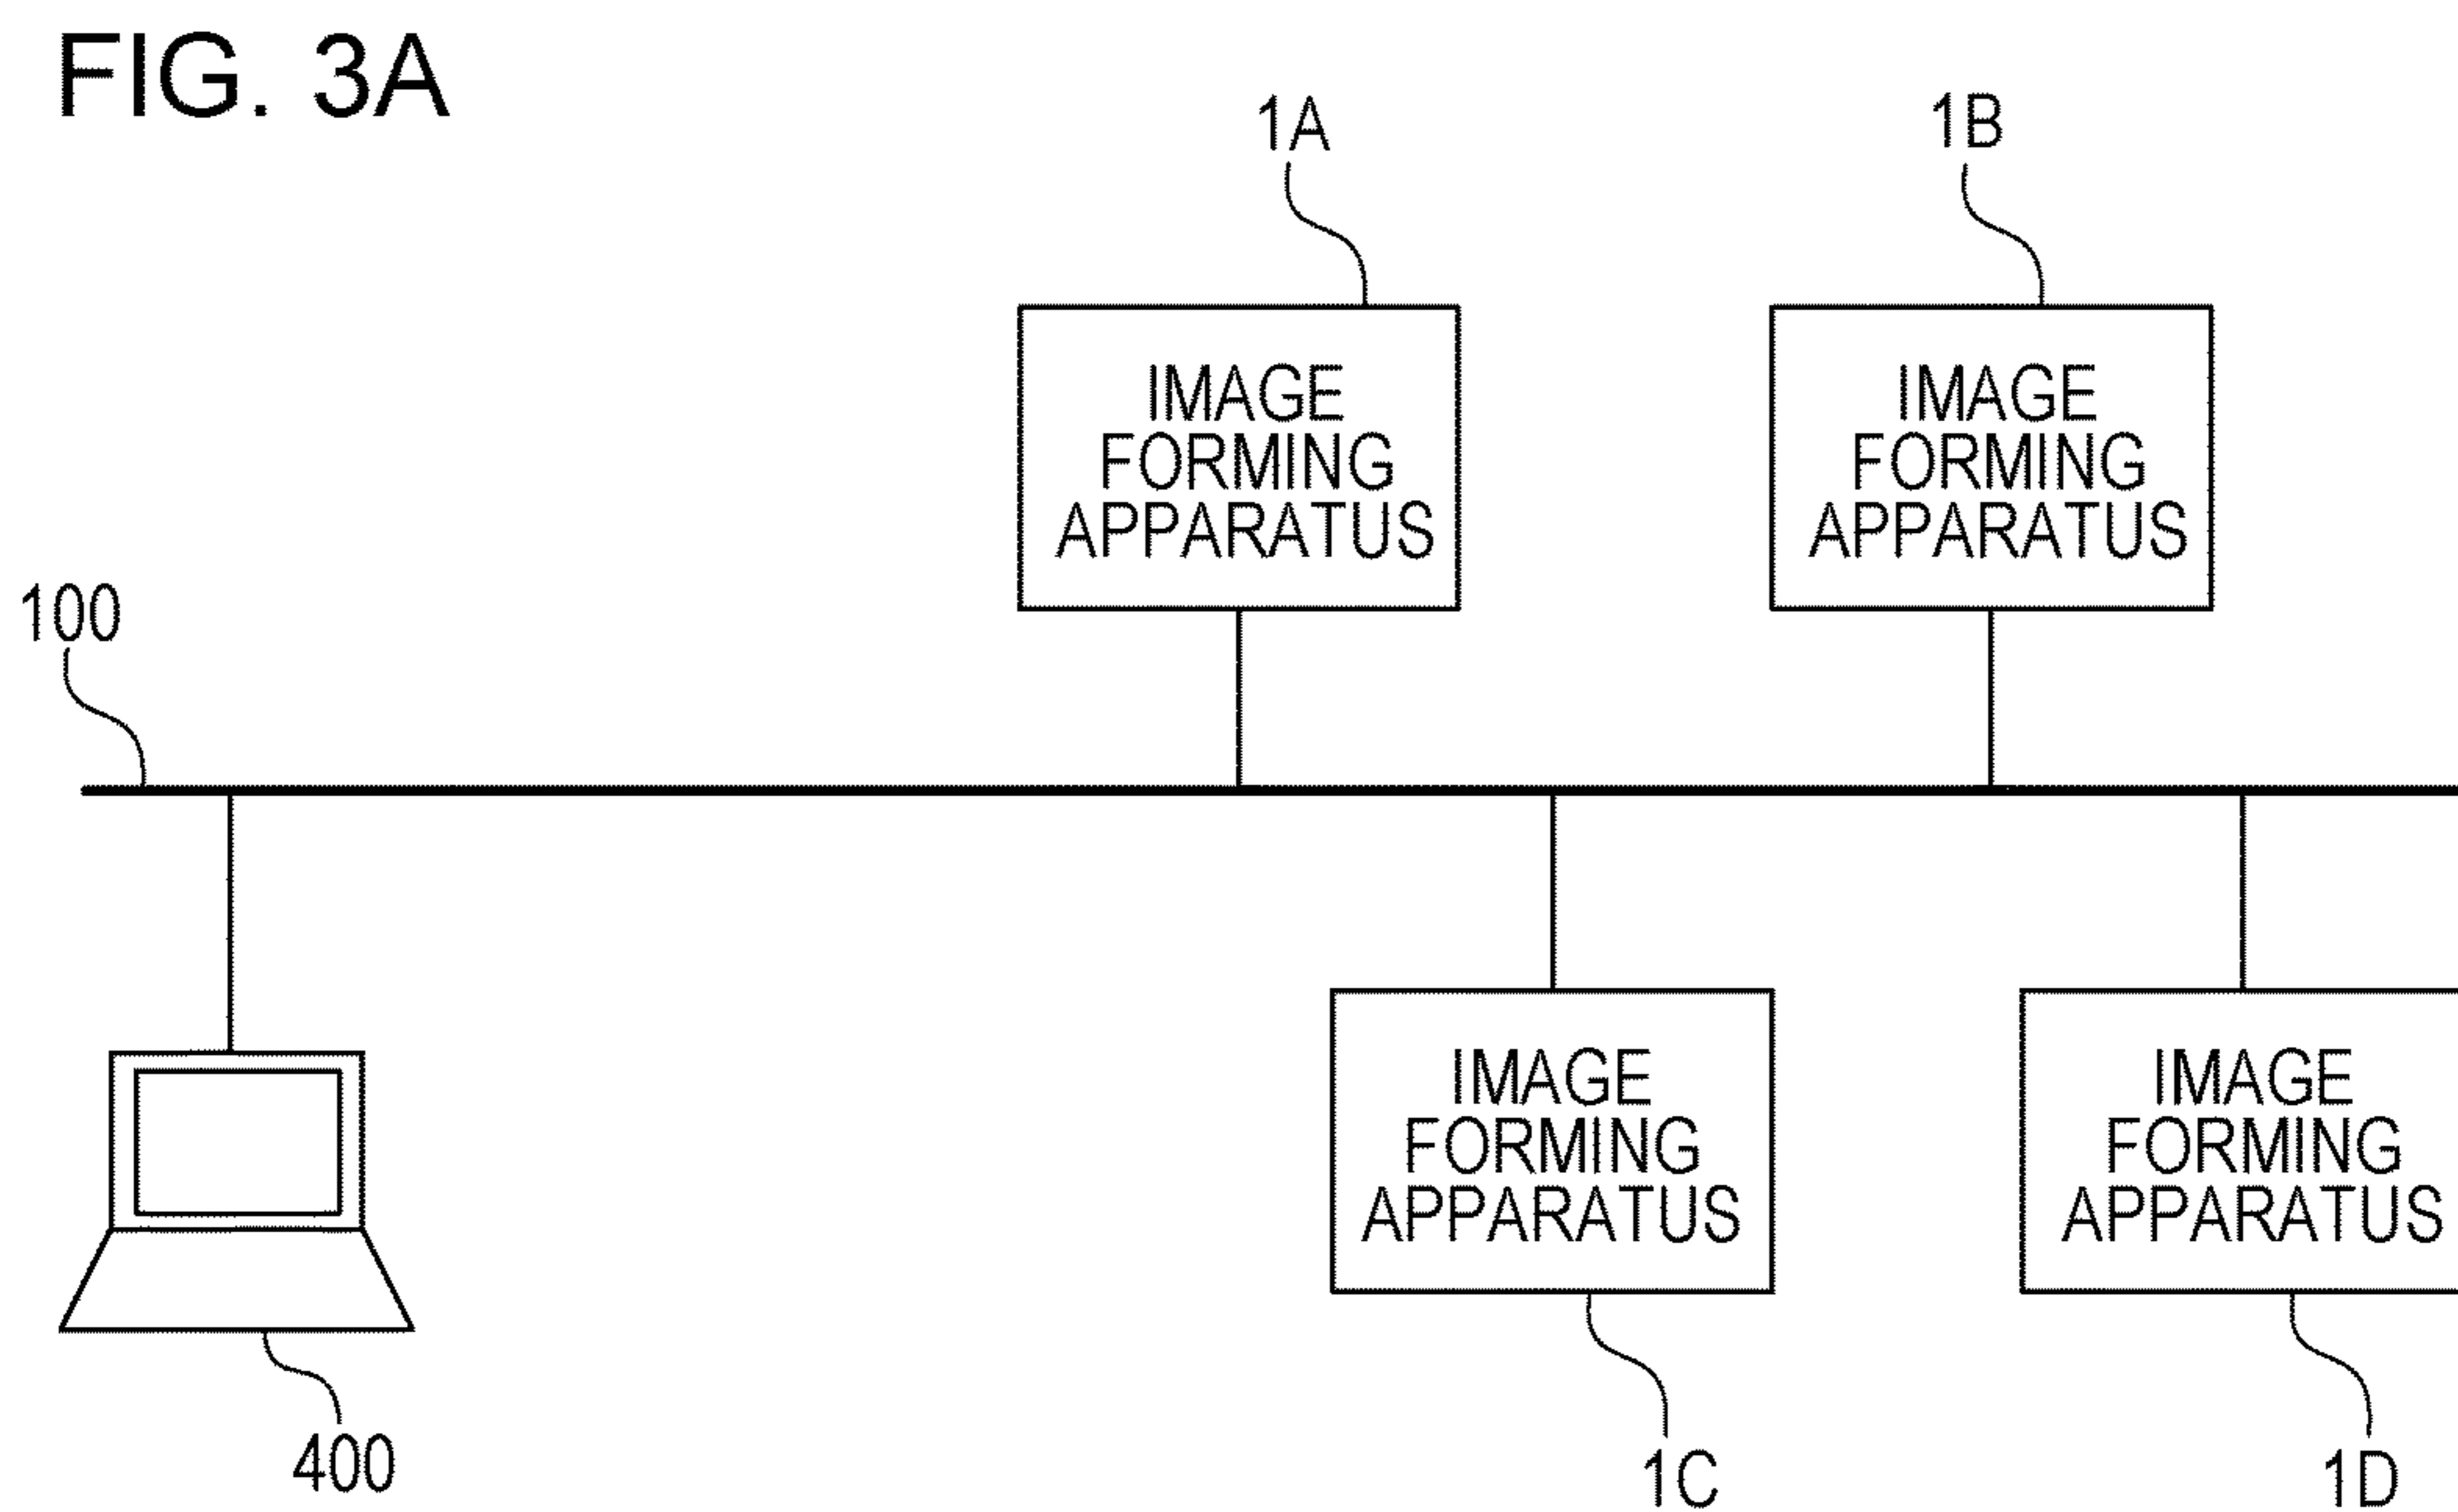 FIG. 3A
1A
1B
IMAGE
FORMING
APPARATUS
IMAGE
FORMING
APPARATUS
100
IMAGE
FORMING
APPARATUS
IMAGE
FORMING
APPARATUS
400
1C
1D